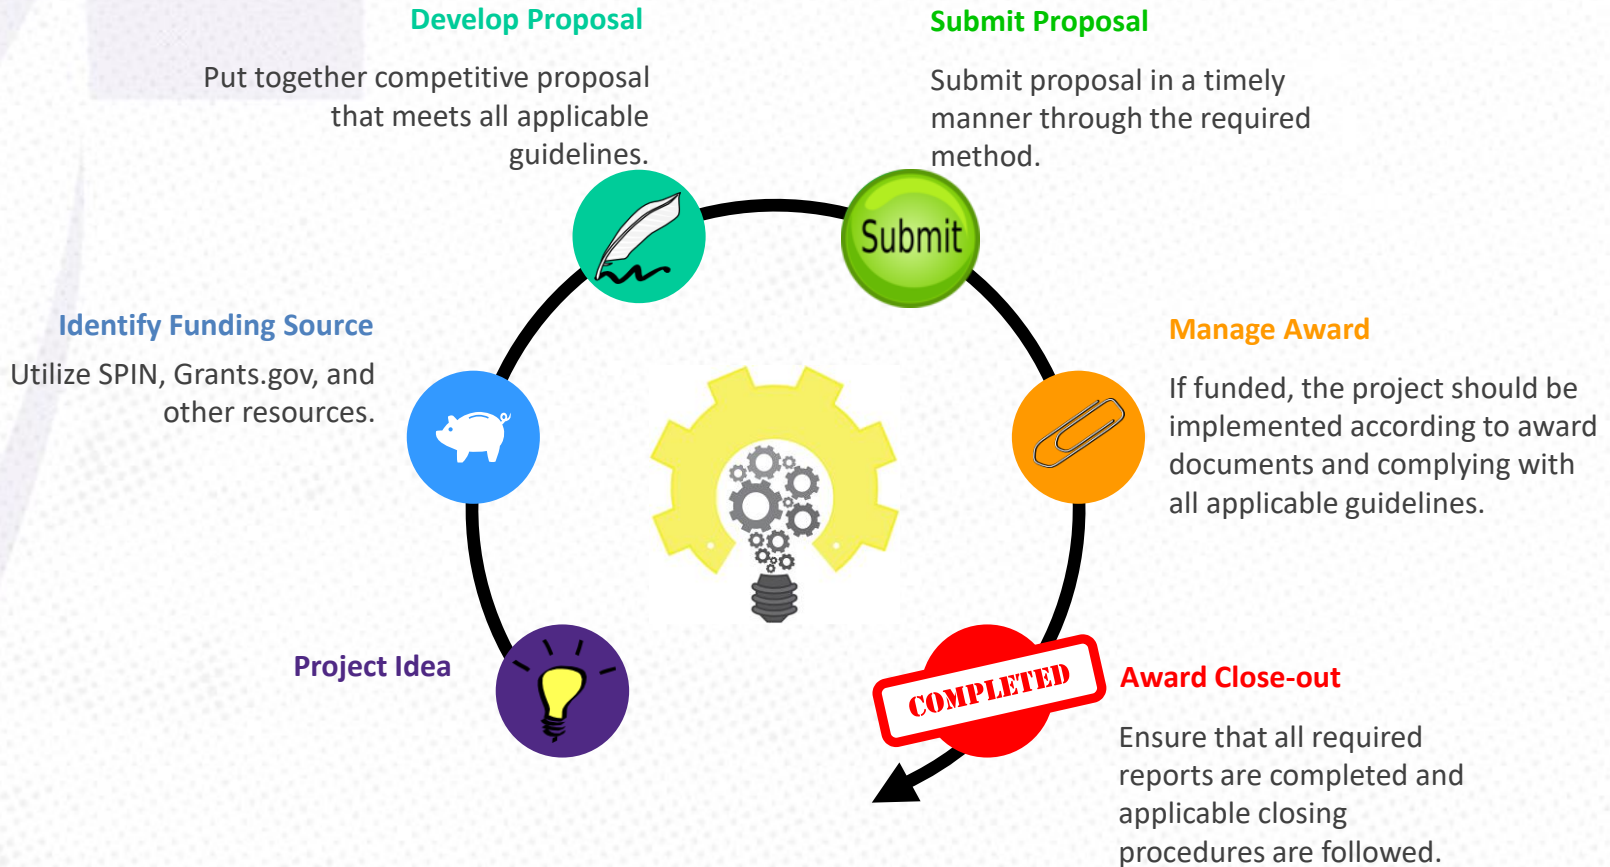 Develop Proposal
Put together competitive proposal
that meets all applicable
guidelines.
Submit Proposal
Submit proposal in a timely
manner through the required
method.
Submit
Identify Funding Source
Utilize SPIN, Grants.gov, and
other resources.
Manage Award
If funded, the project should be
implemented according to award
documents and complying with
all applicable guidelines.
Project Idea
COMPLETED
Award Close-out
Ensure that all required
reports are completed and
applicable closing
procedures are followed.